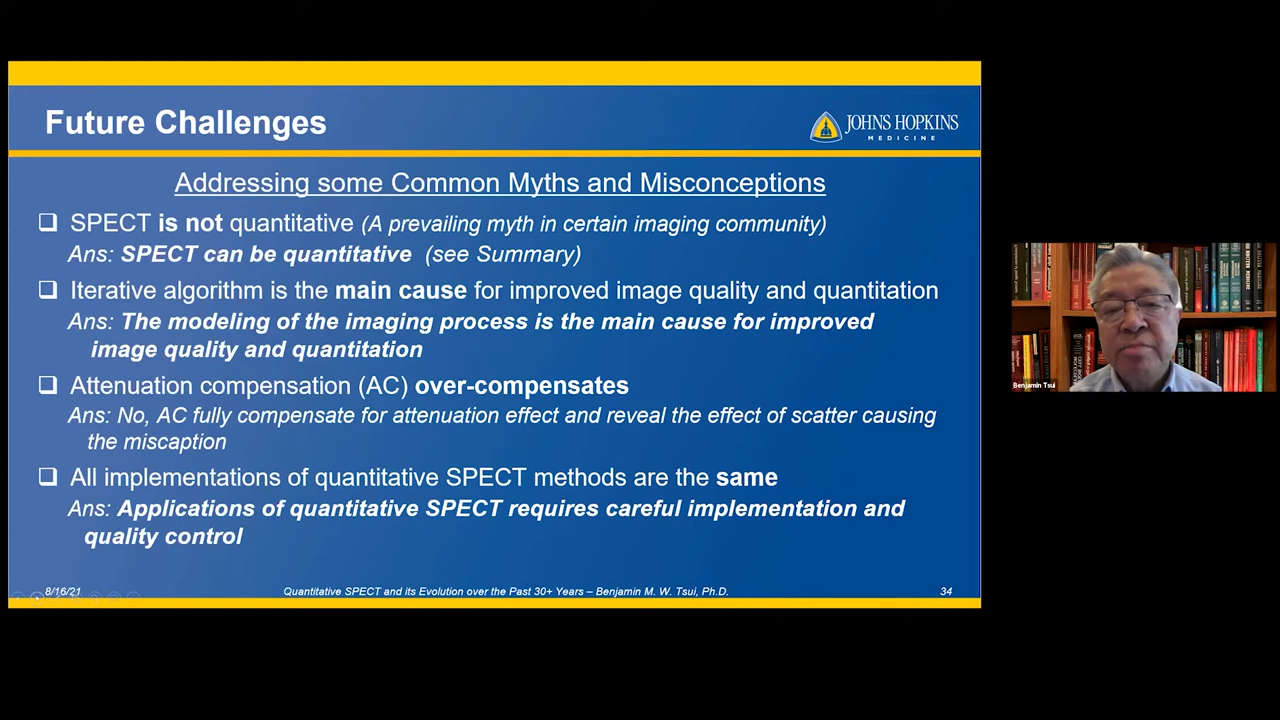 Future Challenges
JOHNS HOPKINS
MEDICINE
Addressing some Common Myths and Misconceptions
SPECT is not quantitative (A prevailing myth in certain imaging community)
Ans: SPECT can be quantitative (see Summary)
Iterative algorithm is the main cause for improved image quality and quantitation
Ans: The modeling of the imaging process is the main cause for improved
image quality and quantitation
Attenuation compensation (AC) over-compensates
Ans: No, AC fully compensate for attenuation effect and reveal the effect of scatter causing
the miscaption
All implementations of quantitative SPECT methods are the same
Ans: Applications of quantitative SPECT requires careful implementation and
quality control
8/16/21
Quantitative SPECT and its Evolution over the Past 30+ Years – Benjamin M. W. Tsui, Ph.D.
34
Benjamin Tsui